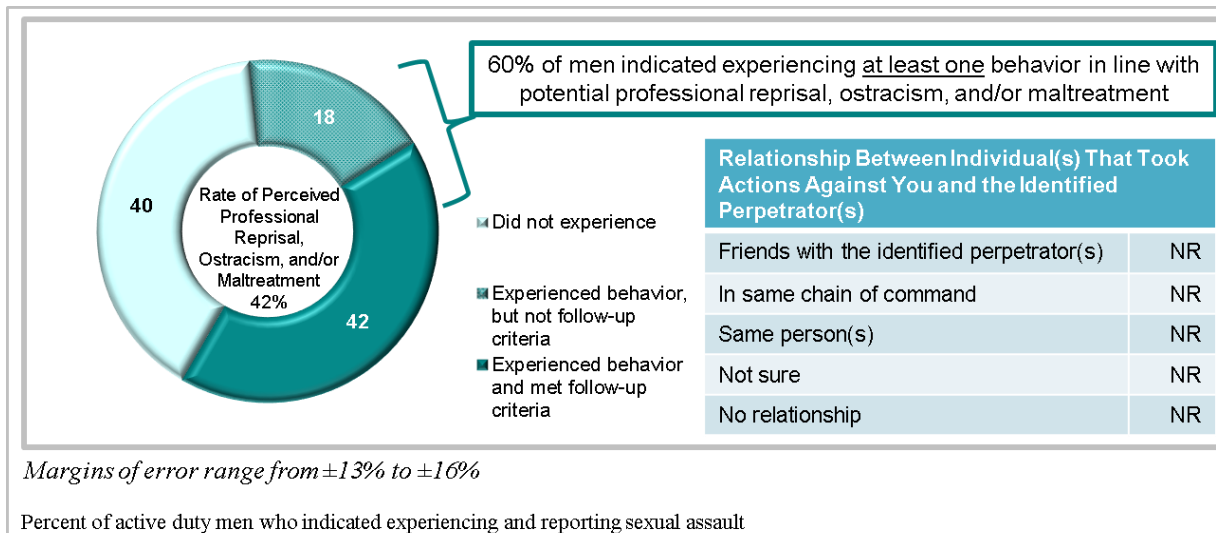 60% of men indicated experiencing at least one behavior in line with
potential professional reprisal, ostracism, and/or maltreatment
18
40
42
Rate of Perceived
Professional
Reprisal,
Ostracism, and/or
Maltreatment
42%
Did not experience
Experienced behavior,
but not follow-up
criteria
Experienced behavior
and met follow-up
criteria
Relationship Between Individual(s) That Took
Actions Against You and the Identified
Perpetrator(s)
Friends with the identified perpetrator(s) NR
In same chain of command NR
Same person(s) NR
Not sure NR
No relationship NR
Margins of error range from ±13% to ±16%
Percent of active duty men who indicated experiencing and reporting sexual assault